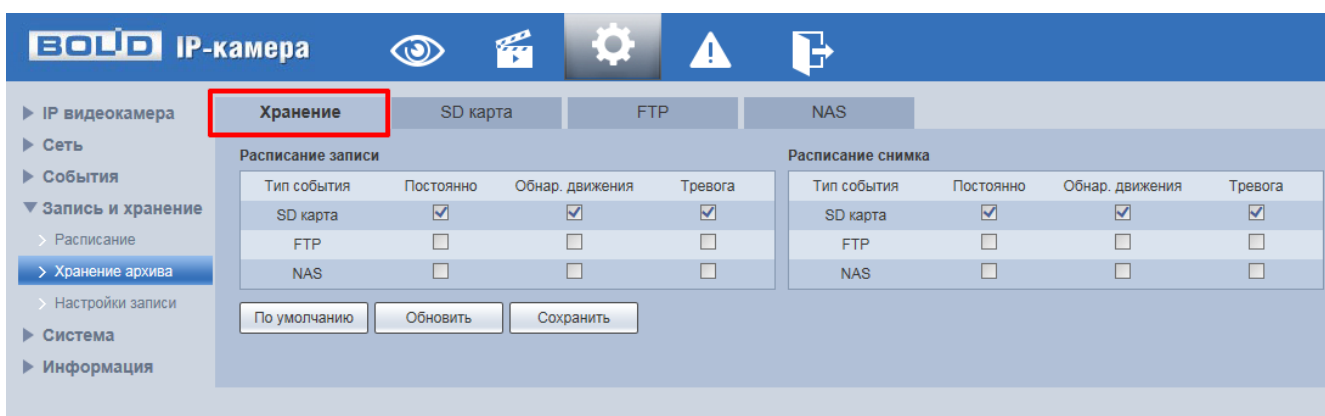 BOLID IP-камера
IP видеокамера
Сеть
События
Запись и хранение
Расписание
Хранение архива
Настройки записи
Система
Информация
Хранение SD карта FTP NAS
Расписание записи
Тип события Постоянно Обнар. движения Тревога
SD карта
FTP
NAS
Расписание снимка
Тип события Постоянно Обнар. движения Тревога
SD карта
FTP
NAS
По умолчанию Обновить Сохранить